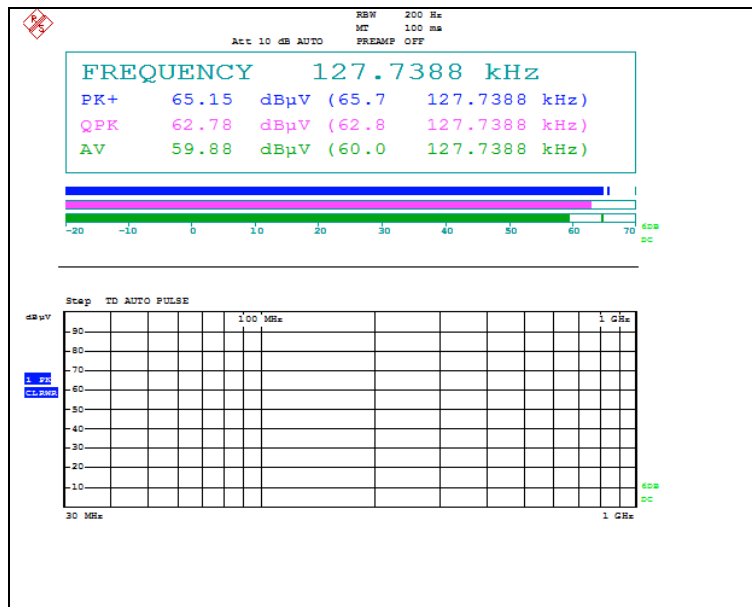 R S
RBW 200 Hz
MT 100 ms
Att 10 dB AUTO PREAMP OFF
FREQUENCY 127.7388 kHz
PK+ 65.15 dBµV (65.7 127.7388 kHz)
QPK 62.78 dBµV (62.8 127.7388 kHz)
AV 59.88 dBµV (60.0 127.7388 kHz)
-20 -10 0 10 20 30 40 50 60 70
6DB
DC
Step TD AUTO PULSE
dBµV
100 MHz 1 GHz
90
80
70
1 PK
CLRWR
60
50
40
30
20
10
6DB
DC
30 MHz 1 GHz